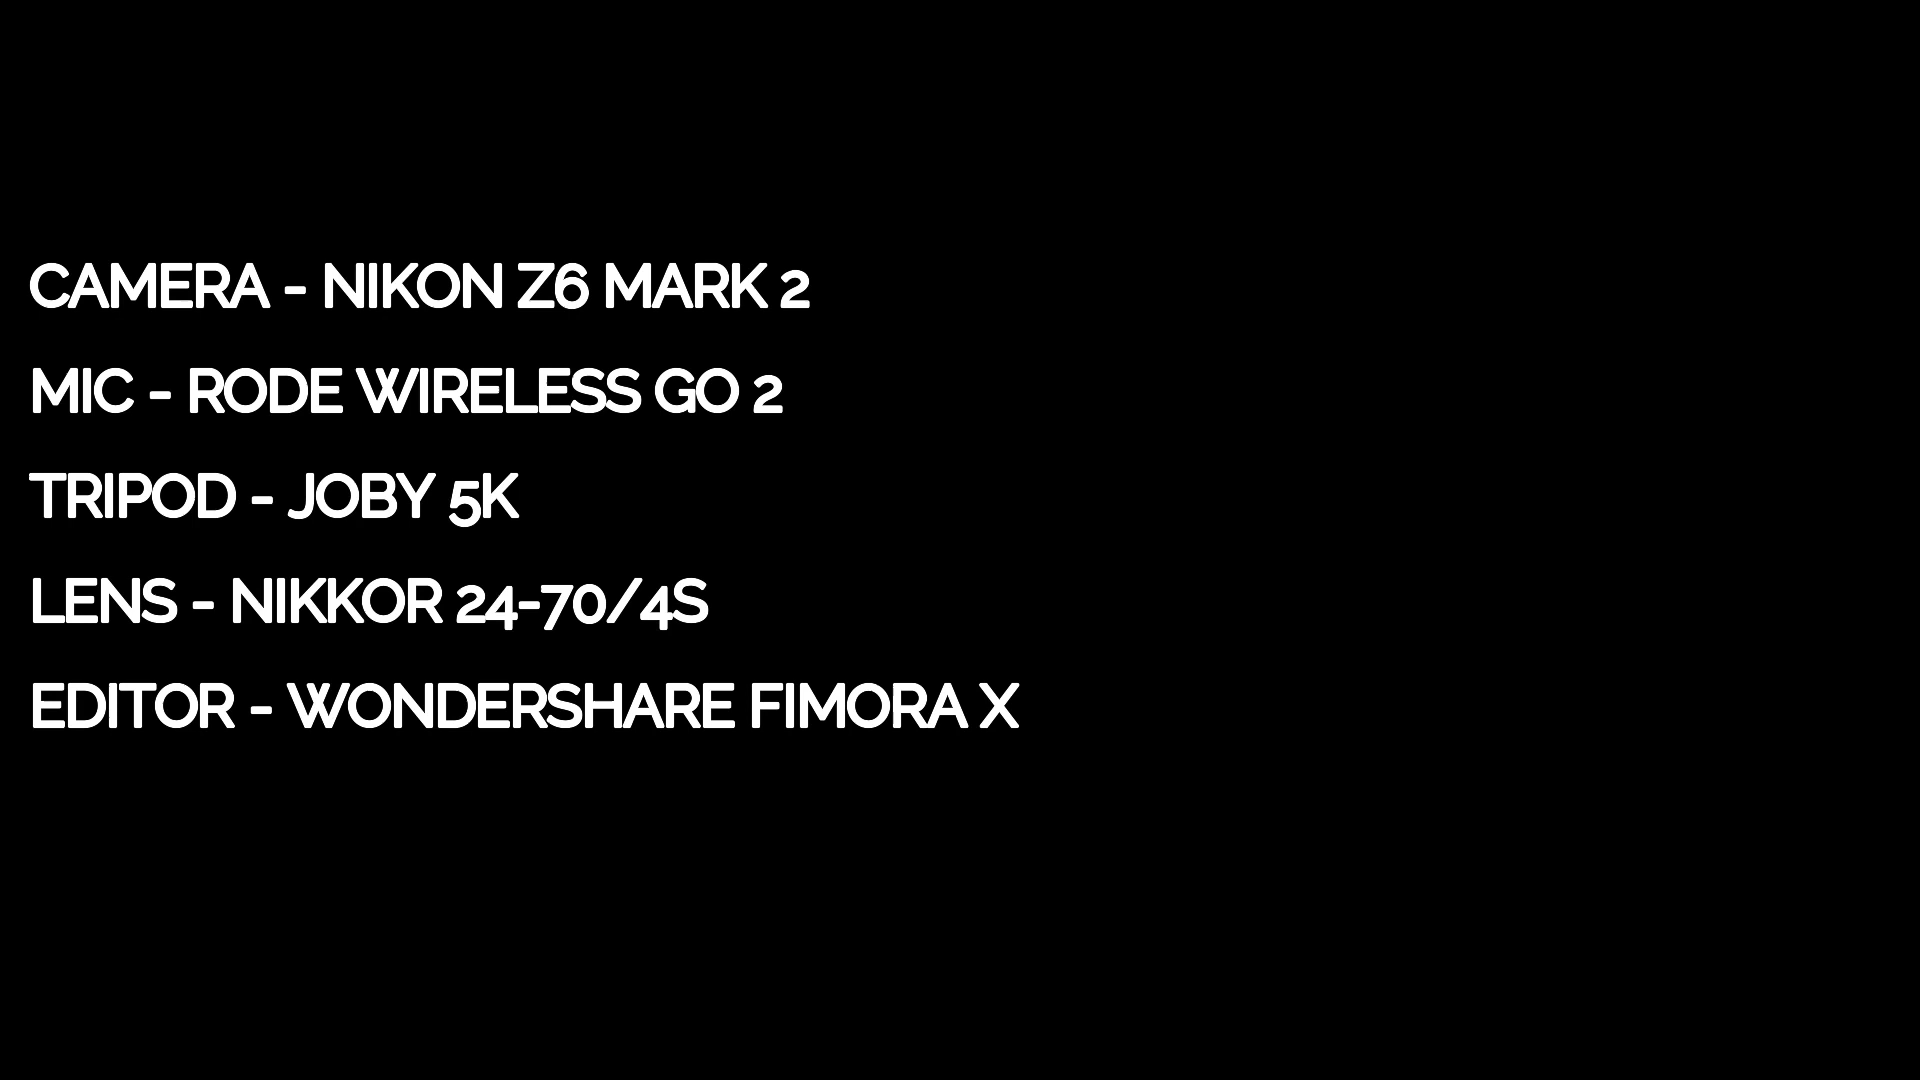 CAMERA - NIKON Z6 MARK 2
MIC - RODE WIRELESS GO 2
TRIPOD - JOBY 5K
LENS - NIKKOR 24-70/4S
EDITOR - WONDERSHARE FIMORA X